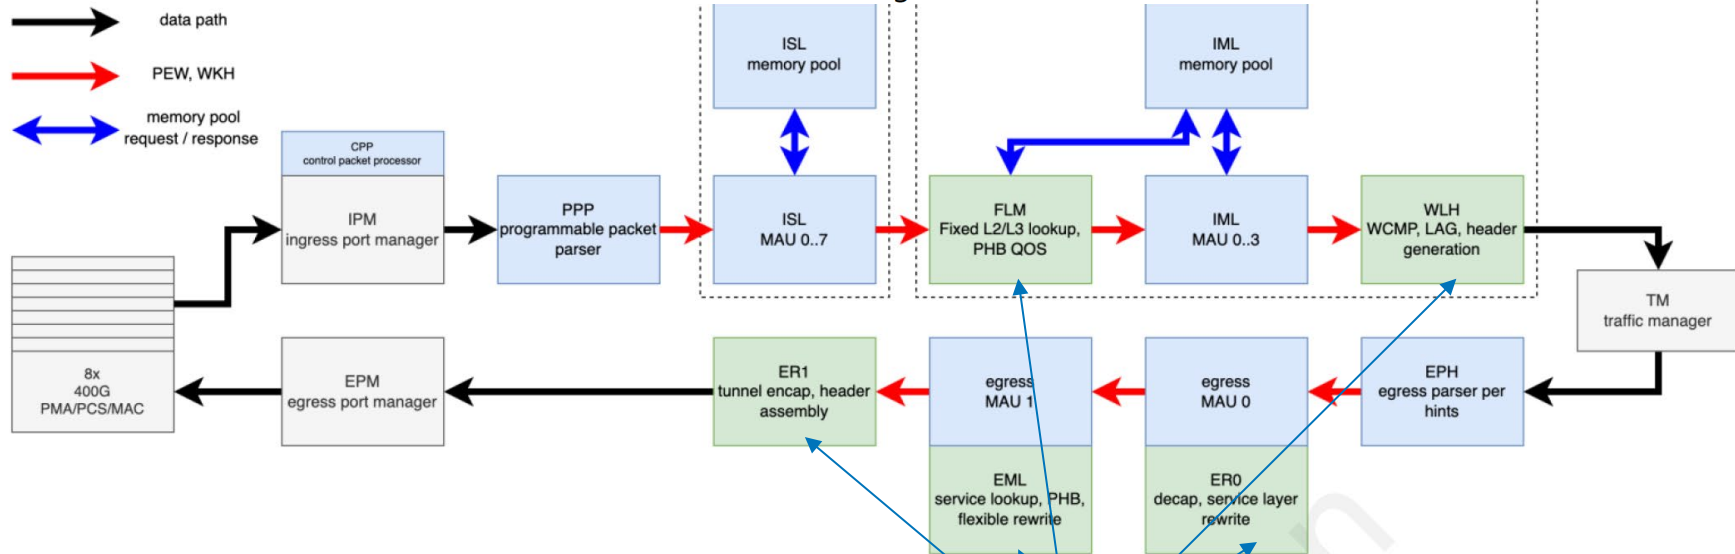 data path
PEW, WKH
memory pool
request / response
ISL
memory pool
IML
memory pool
CPP
control packet processor
IPM
ingress port manager
PPP
programmable packet
parser
ISL
MAU 0..7
FLM
Fixed L2/L3 lookup,
PHB QOS
IML
MAU 0..3
WLH
WCMP, LAG, header
generation
TM
traffic manager
8x
400G
PMA/PCS/MAC
EPM
egress port manager
ER1
tunnel encap, header
assembly
egress
MAU 1
egress
MAU 0
EPH
egress parser per
hints
EML
service lookup, PHB,
flexible rewrite
ER0
decap, service layer
rewrite